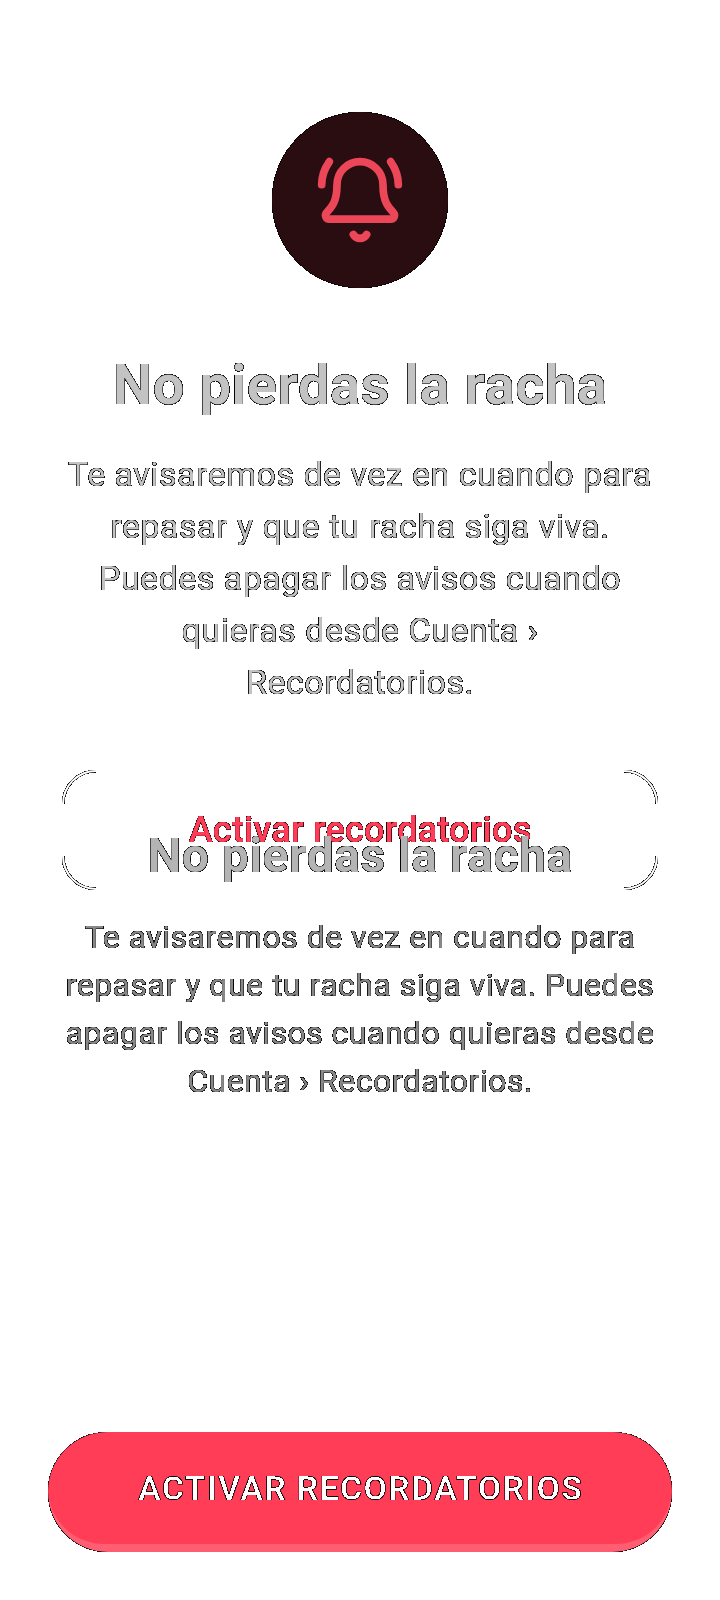 No pierdas la racha
Te avisaremos de vez en cuando para
repasar y que tu racha siga viva.
Puedes apagar los avisos cuando
quieras desde Cuenta ›
Recordatorios.
Activar recordatorios
No pierdas la racha
Te avisaremos de vez en cuando para
repasar y que tu racha siga viva. Puedes
apagar los avisos cuando quieras desde
Cuenta › Recordatorios.
ACTIVAR RECORDATORIOS